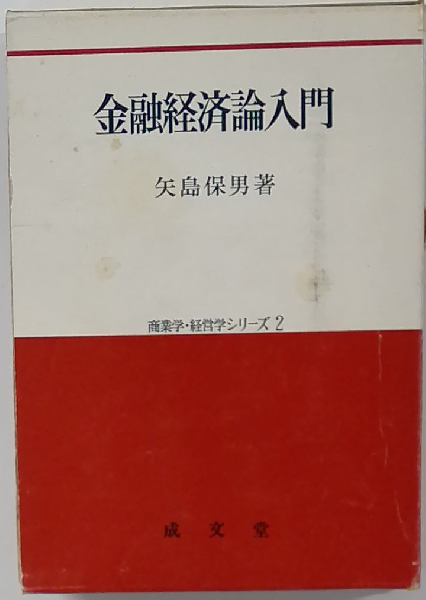 金融経済論入門
矢島保男著
商業学・経営学シリーズ2
成文堂